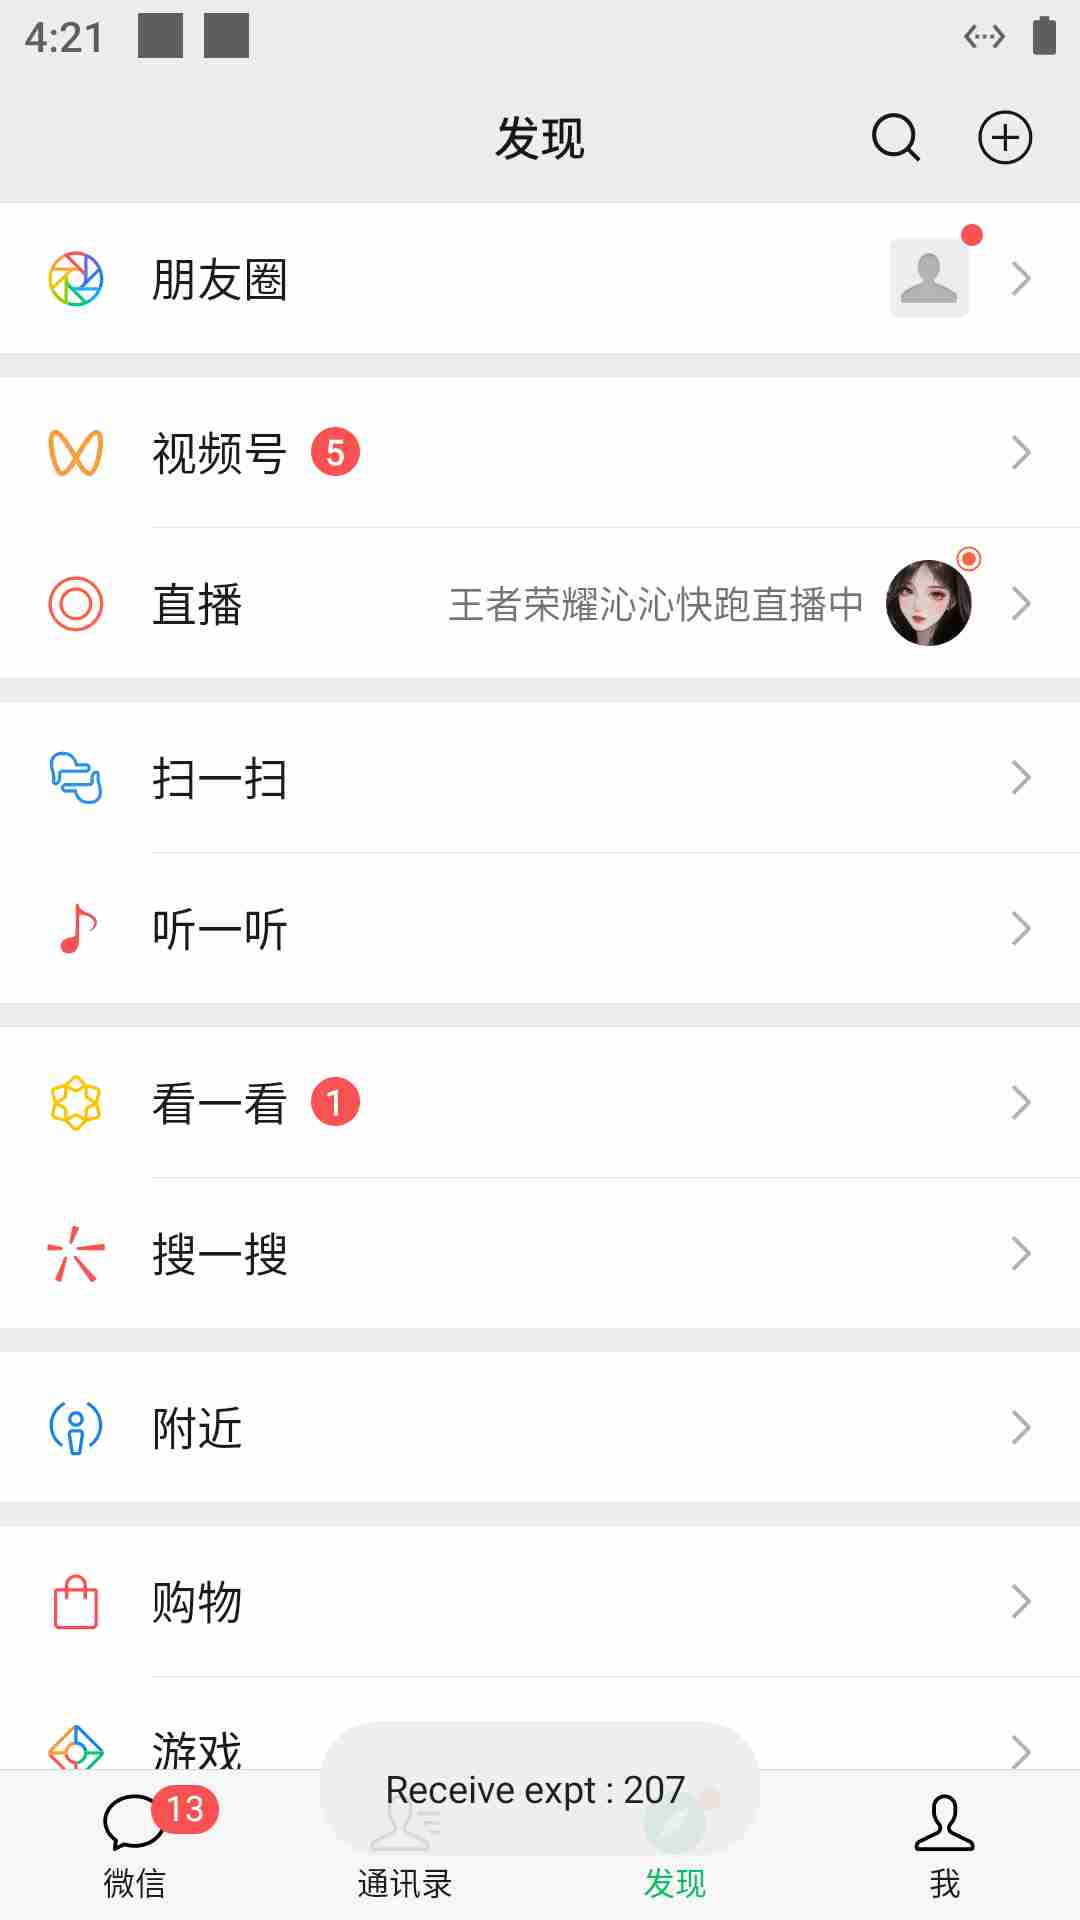 4:21
发现
朋友圈
视频号 5
直播 王者荣耀沁沁快跑直播中
扫一扫
听一听
看一看 1
搜一搜
附近
购物
游戏
Receive expt : 207
13
微信 通讯录 发现 我